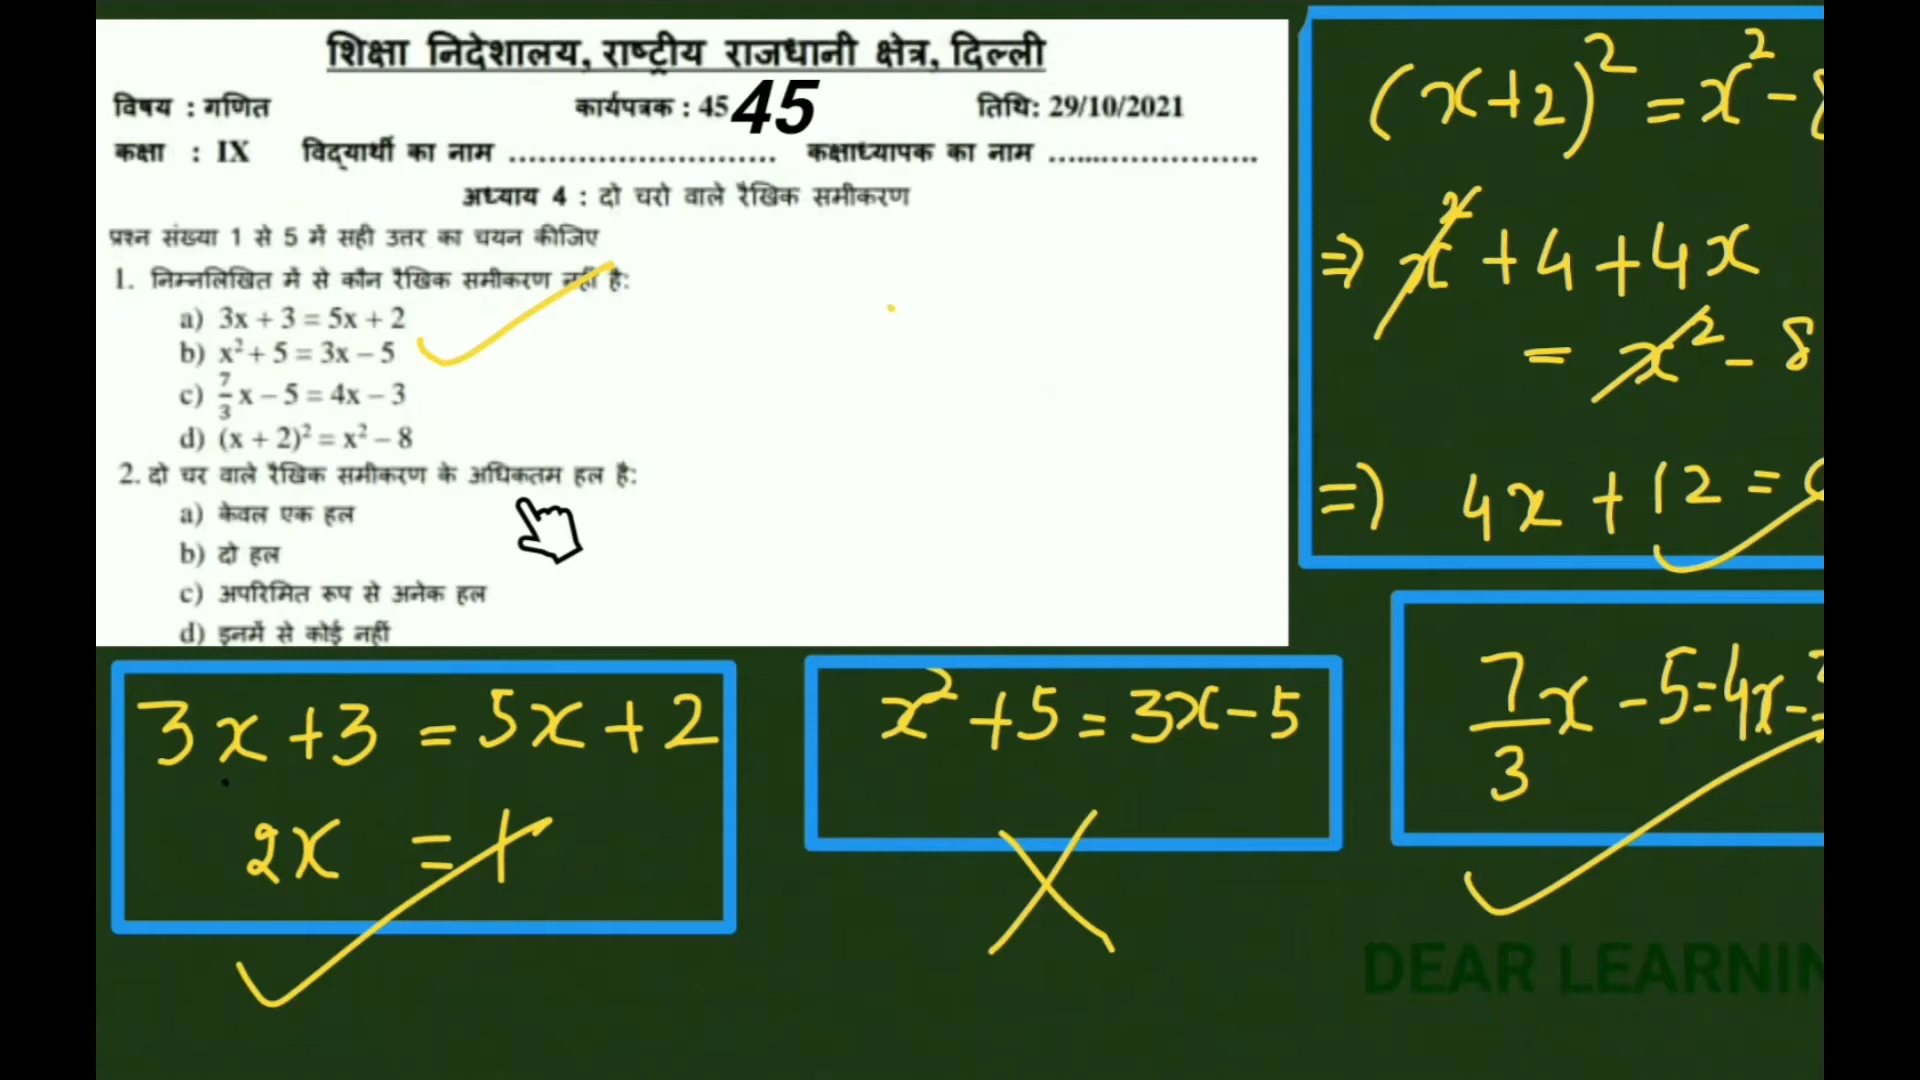 शिक्षा निदेशालय, राष्ट्रीय राजधानी क्षेत्र, दिल्ली
विषय : गणित कार्यपत्रक : 45 45 तिथि: 29/10/2021
कक्षा : IX विद्यार्थी का नाम ........................... कक्षाध्यापक का नाम ......................
अध्याय 4 : दो चरो वाले रैखिक समीकरण
प्रश्न संख्या 1 से 5 में सही उत्तर का चयन कीजिए
1. निम्नलिखित में से कौन रैखिक समीकरण नहीं है:
a) 3x + 3 = 5x + 2
b) x² + 5 = 3x – 5
c) 7/3 x – 5 = 4x – 3
d) (x + 2)² = x² – 8
2. दो चर वाले रैखिक समीकरण के अधिकतम हल है:
a) केवल एक हल
b) दो हल
c) अपरिमित रूप से अनेक हल
d) इनमें से कोई नहीं
(x+2)² = x² - 8
⇒ x² + 4 + 4x
= x² - 8
⇒ 4x + 12 = 0
3x + 3 = 5x + 2
2x = 1
x² + 5 = 3x - 5
7/3 x - 5 = 4x - 3
DEAR LEARNIN